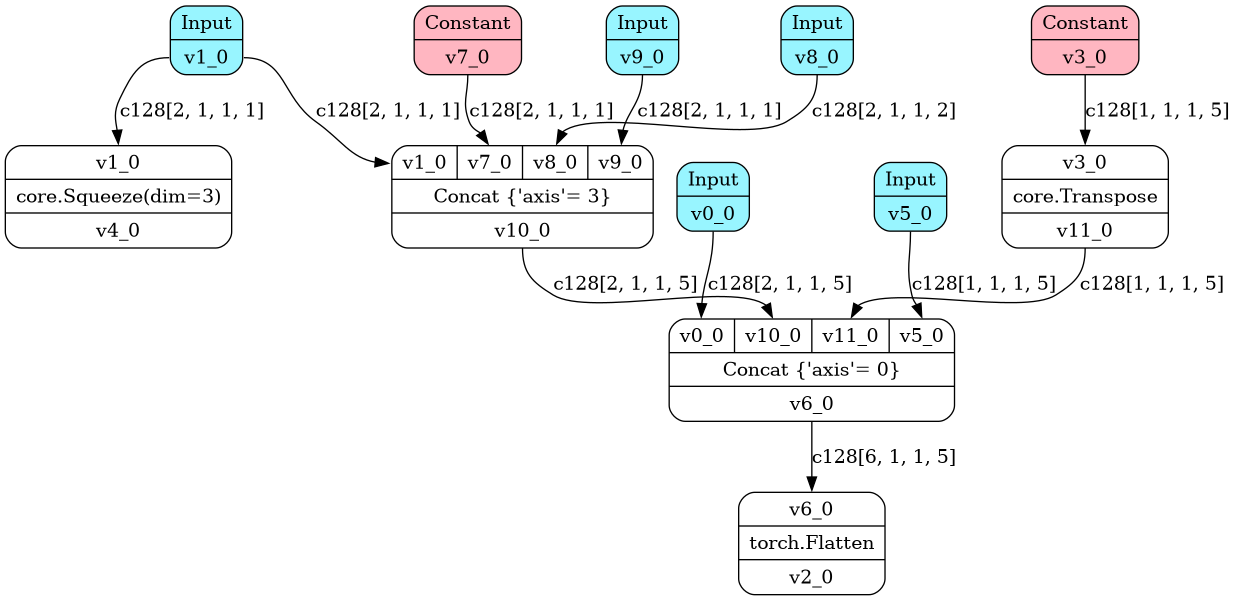 Input
v1_0
Constant
v7_0
Input
v9_0
Input
v8_0
Constant
v3_0
c128[2, 1, 1, 1]
c128[2, 1, 1, 1]
c128[2, 1, 1, 1]
c128[2, 1, 1, 1]
c128[2, 1, 1, 2]
c128[1, 1, 1, 5]
v1_0
core.Squeeze(dim=3)
v4_0
v1_0 v7_0 v8_0 v9_0
Concat {'axis'= 3}
v10_0
Input
v0_0
Input
v5_0
v3_0
core.Transpose
v11_0
c128[2, 1, 1, 5]
c128[2, 1, 1, 5]
c128[1, 1, 1, 5]
c128[1, 1, 1, 5]
v0_0 v10_0 v11_0 v5_0
Concat {'axis'= 0}
v6_0
c128[6, 1, 1, 5]
v6_0
torch.Flatten
v2_0